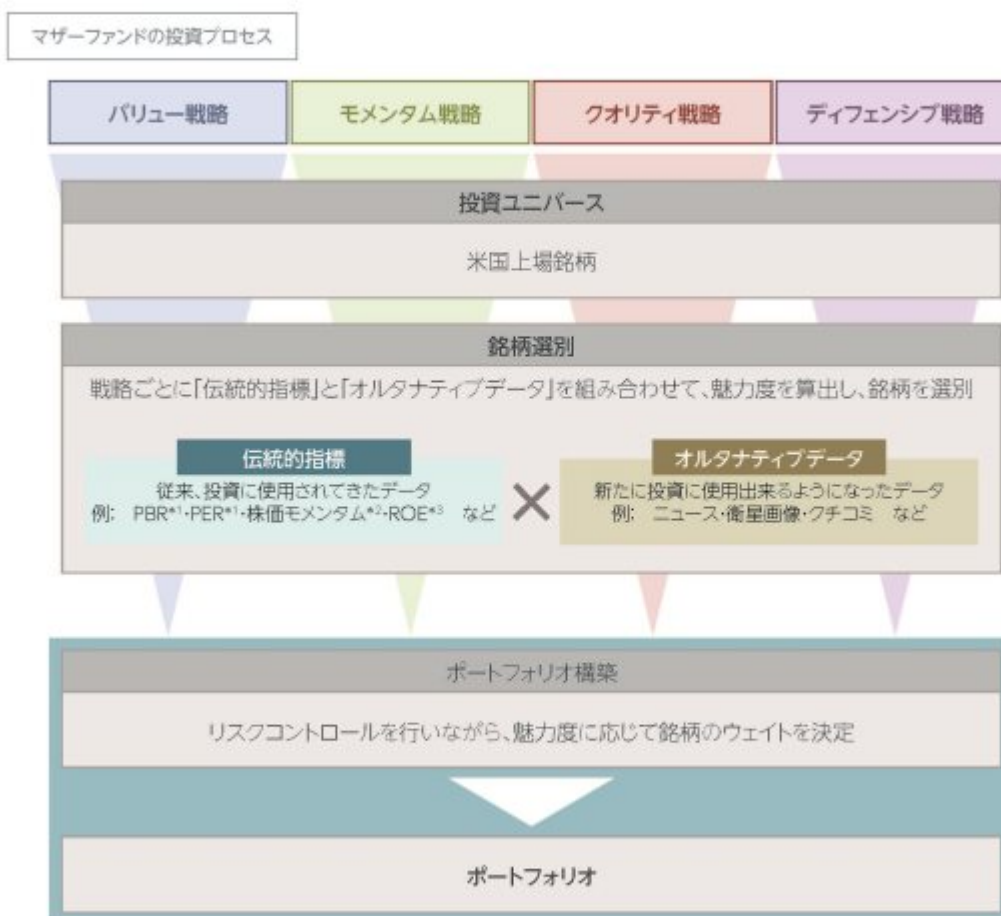 マザーファンドの投資プロセス
バリュー戦略
モメンタム戦略
クオリティ戦略
ディフェンシブ戦略
投資ユニバース
米国上場銘柄
銘柄選別
戦略ごとに「伝統的指標」と「オルタナティブデータ」を組み合わせて、魅力度を算出し、銘柄を選別
伝統的指標
従来、投資に使用されてきたデータ
例: PBR*1・PER*1・株価モメンタム*2・ROE*3 など
×
オルタナティブデータ
新たに投資に使用出来るようになったデータ
例: ニュース・衛星画像・クチコミ など
ポートフォリオ構築
リスクコントロールを行いながら、魅力度に応じて銘柄のウェイトを決定
ポートフォリオ